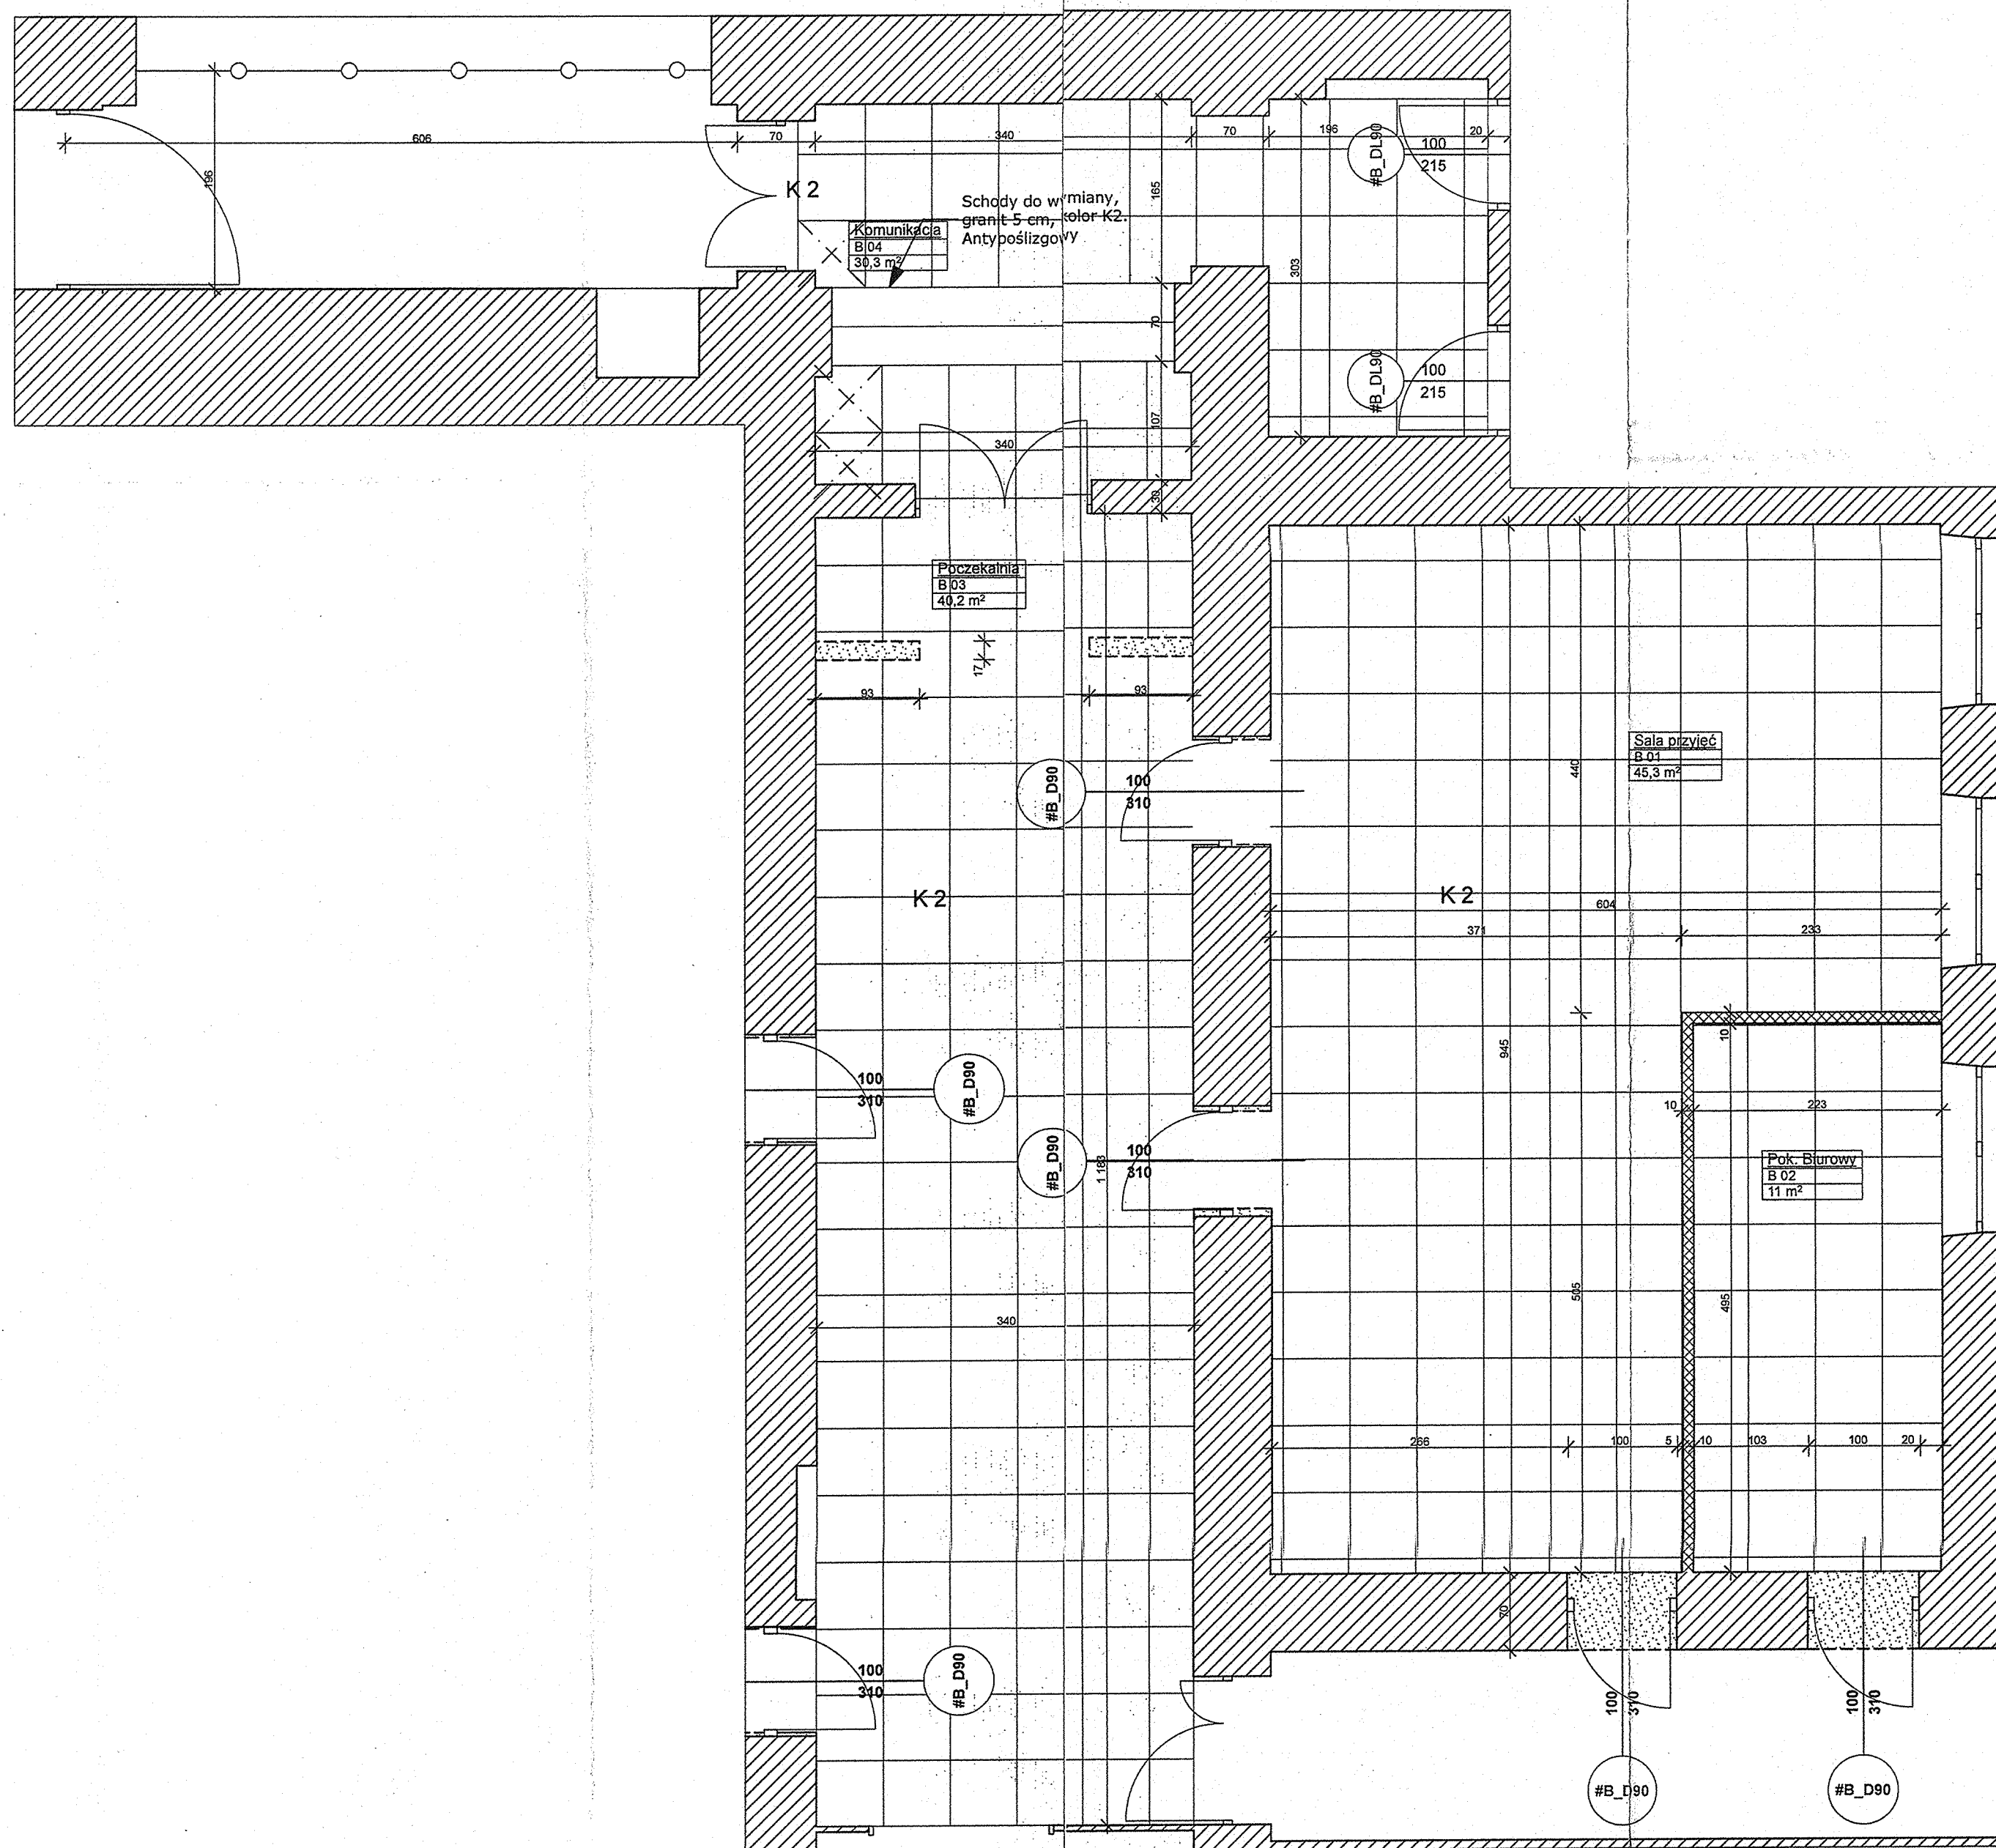 606
70
340
70
196
20
#B_DL90
100
215
196
K 2
165
Schody do wymiany,
granit 5 cm, kolor K2.
Antypoślizgowy
Komunikacja
B 04
30,3 m²
303
70
#B_DL90
100
215
107
340
30
Poczekalnia
B 03
40,2 m²
17
93
93
Sala przyjęć
B 01
45,3 m²
440
#B_D90
100
310
K 2
K 2
604
371
233
10
945
100
310
#B_D90
10
223
#B_D90
1 183
100
310
Pok. Biurowy
B 02
11 m²
505
495
340
266
100
5
10
103
100
20
70
100
310
#B_D90
100
310
100
310
#B_D90
#B_D90